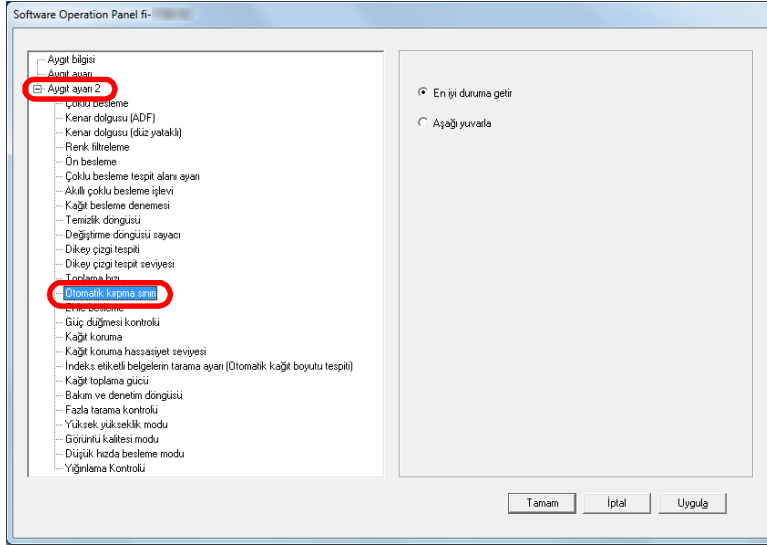 Software Operation Panel fi-
Aygıt bilgisi
Aygıt ayarı
Aygıt ayarı 2
Çoklu besleme
Kenar dolgusu (ADF)
Kenar dolgusu (düz yataklı)
Renk filtreleme
Ön besleme
Çoklu besleme tespit alanı ayarı
Akıllı çoklu besleme işlevi
Kağıt besleme denemesi
Temizlik döngüsü
Değiştirme döngüsü sayacı
Dikey çizgi tespiti
Dikey çizgi tespit seviyesi
Toplama hızı
Otomatik kırpma sınırı
Elle besleme
Güç düğmesi kontrolü
Kağıt koruma
Kağıt koruma hassasiyet seviyesi
İndeks etiketli belgelerin tarama ayarı (Otomatik kağıt boyutu tespiti)
Kağıt toplama gücü
Bakım ve denetim döngüsü
Fazla tarama kontrolü
Yüksek yükseklik modu
Görüntü kalitesi modu
Düşük hızda besleme modu
Yığınlama Kontrolü
En iyi duruma getir
Aşağı yuvarla
Tamam
İptal
Uygula